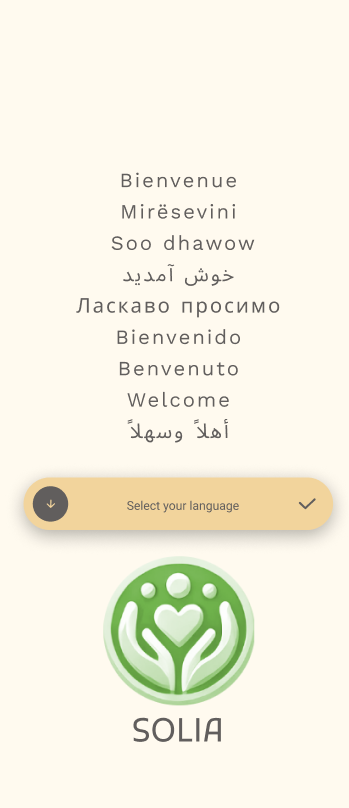 Bienvenue
Mirësevini
Soo dhawow
خوش آمدید
Ласкаво просимо
Bienvenido
Benvenuto
Welcome
أهلاً وسهلاً
Select your language
SOLIA